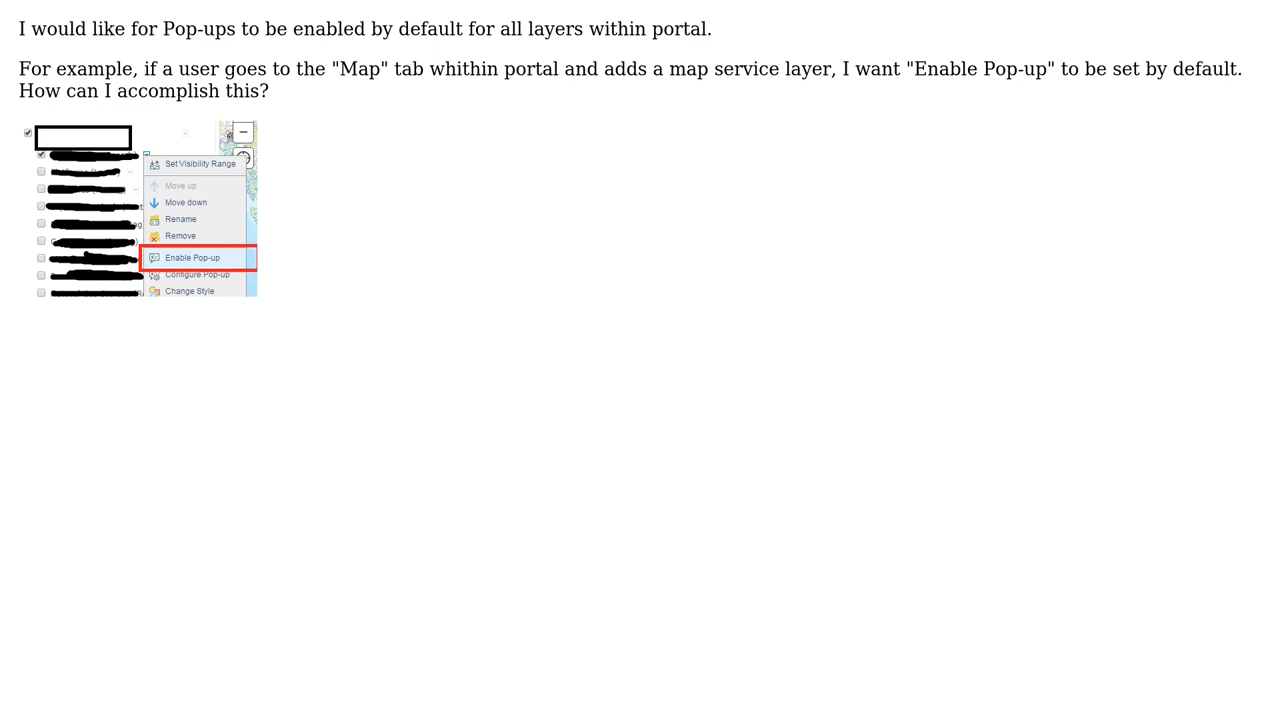 I would like for Pop-ups to be enabled by default for all layers within portal.
For example, if a user goes to the "Map" tab whithin portal and adds a map service layer, I want "Enable Pop-up" to be set by default.
How can I accomplish this?
Set Visibility Range
Move up
Move down
Rename
Remove
Enable Pop-up
Configure Pop-up
Change Style